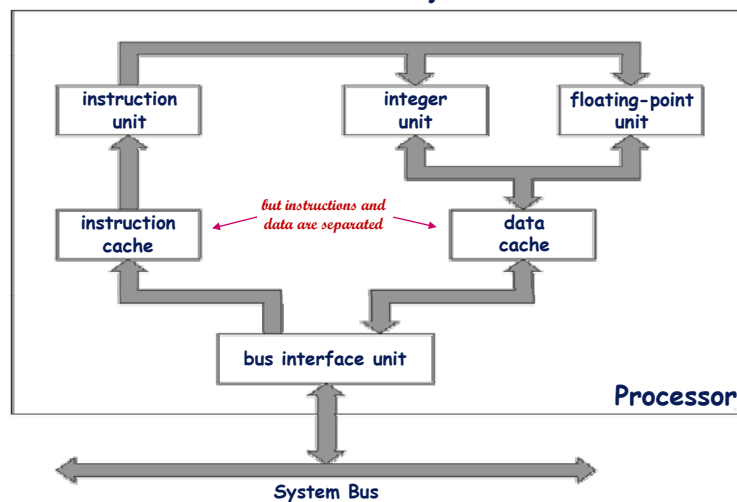 instruction
unit
integer
unit
floating-point
unit
but instructions and
data are separated
instruction
cache
data
cache
bus interface unit
Processor
System Bus